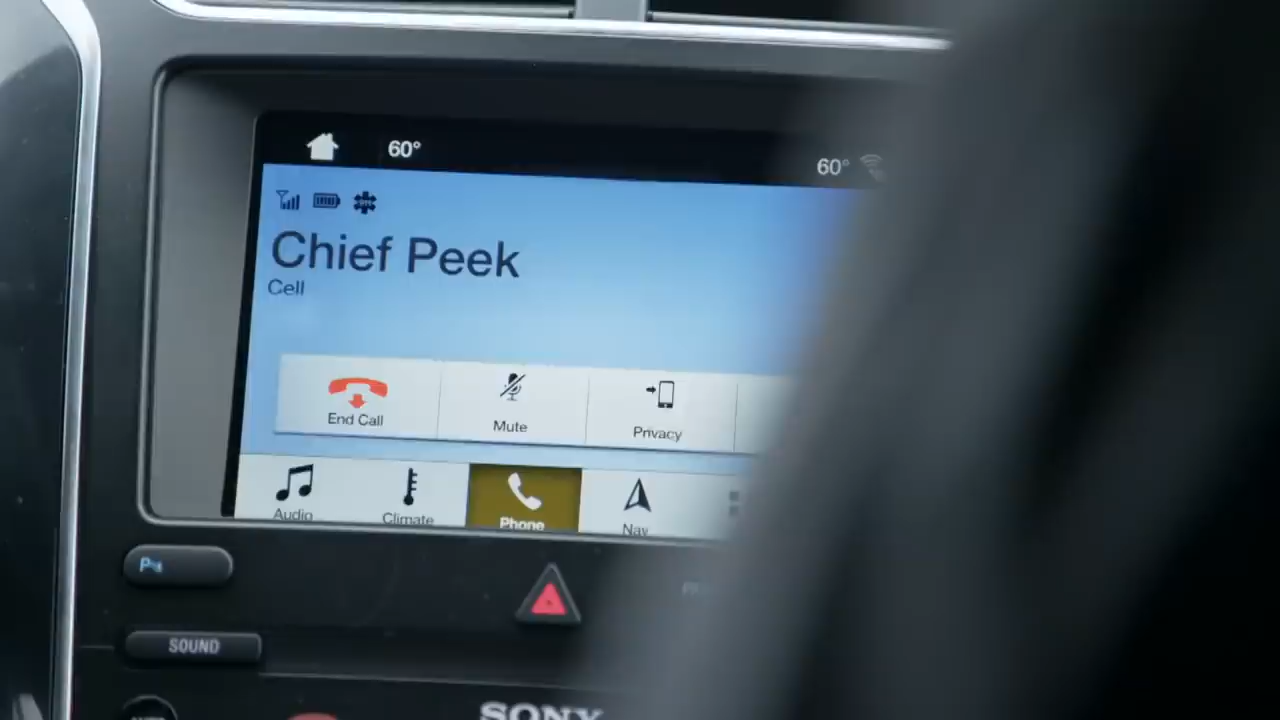 60° 60°
Chief Peek
Cell
End Call Mute Privacy
Audio Climate Phone Nav
P
SOUND
SONY